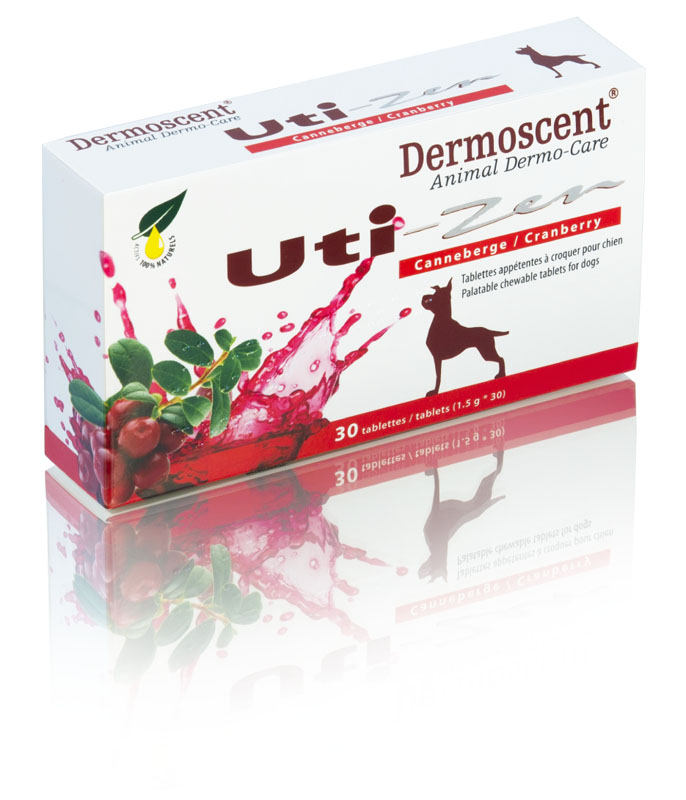 Dermoscent®
Animal Dermo-Care
Uti-Zen
Canneberge / Cranberry
Dermoscent®
Animal Dermo-Care
Uti-Zen
Canneberge / Cranberry
Tablettes appétentes à croquer pour chien
Palatable chewable tablets for dogs
ACTIFS 100% NATURELS
30 tablettes / tablets (1.5 g * 30)